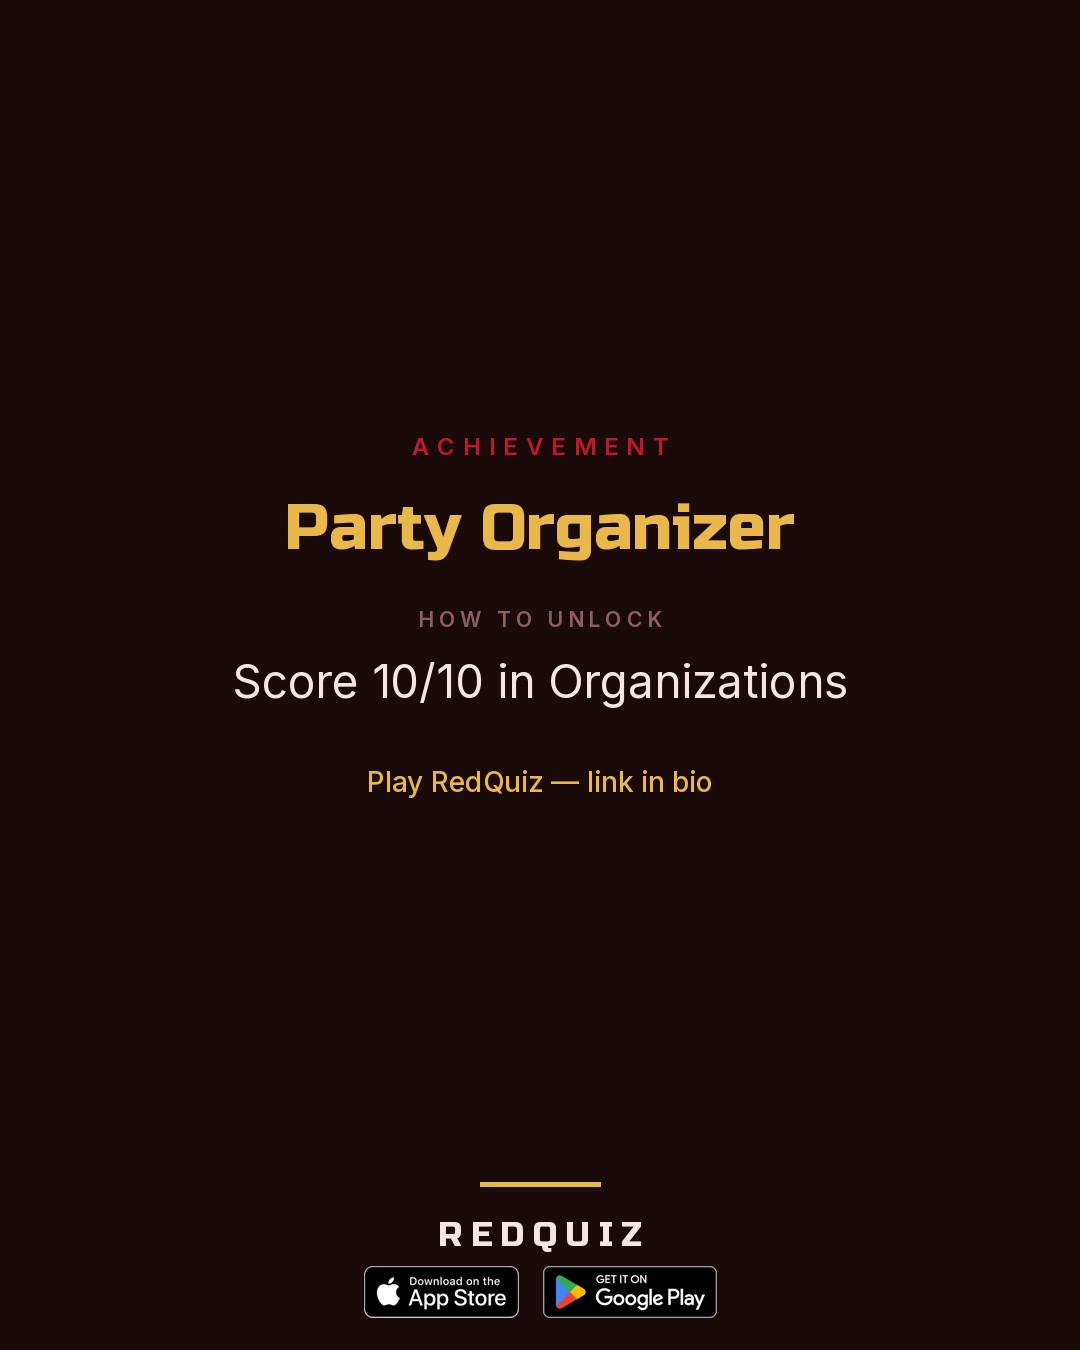 ACHIEVEMENT
Party Organizer
HOW TO UNLOCK
Score 10/10 in Organizations
Play RedQuiz — link in bio
REDQUIZ
Download on the
App Store
GET IT ON
Google Play